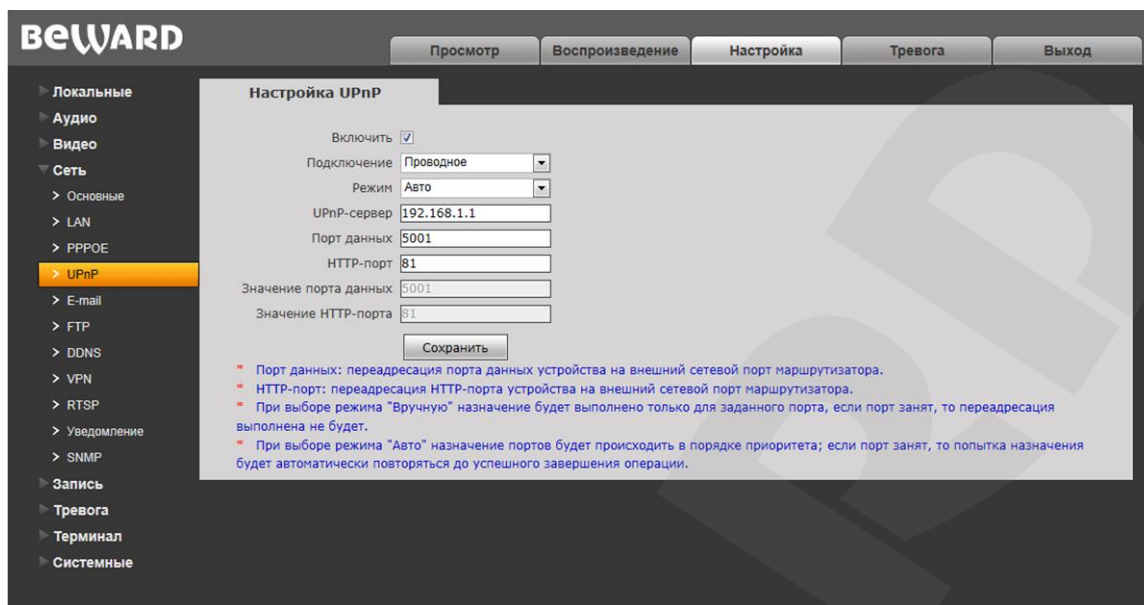 BEWARD
Просмотр
Воспроизведение
Настройка
Тревога
Выход
Локальные
Аудио
Видео
Сеть
Основные
LAN
PPPOE
UPnP
E-mail
FTP
DDNS
VPN
RTSP
Уведомление
SNMP
Запись
Тревога
Терминал
Системные
Настройка UPnP
Включить
Подключение Проводное
Режим Авто
UPnP-сервер 192.168.1.1
Порт данных 5001
HTTP-порт 81
Значение порта данных 5001
Значение HTTP-порта 81
Сохранить
* Порт данных: переадресация порта данных устройства на внешний сетевой порт маршрутизатора.
* HTTP-порт: переадресация HTTP-порта устройства на внешний сетевой порт маршрутизатора.
* При выборе режима "Вручную" назначение будет выполнено только для заданного порта, если порт занят, то переадресация
выполнена не будет.
* При выборе режима "Авто" назначение портов будет происходить в порядке приоритета; если порт занят, то попытка назначения
будет автоматически повторяться до успешного завершения операции.